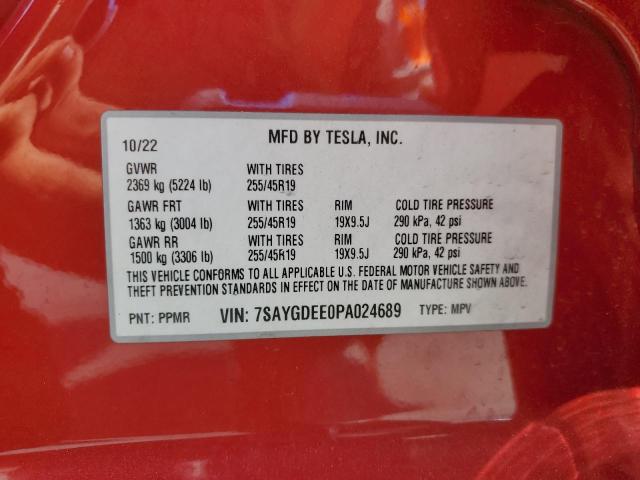 10/22 MFD BY TESLA, INC.
GVWR WITH TIRES
2369 kg (5224 lb) 255/45R19
GAWR FRT WITH TIRES RIM COLD TIRE PRESSURE
1363 kg (3004 lb) 255/45R19 19X9.5J 290 kPa, 42 psi
GAWR RR WITH TIRES RIM COLD TIRE PRESSURE
1500 kg (3306 lb) 255/45R19 19X9.5J 290 kPa, 42 psi
THIS VEHICLE CONFORMS TO ALL APPLICABLE U.S. FEDERAL MOTOR VEHICLE SAFETY AND
THEFT PREVENTION STANDARDS IN EFFECT ON THE DATE OF MANUFACTURE SHOWN ABOVE.
PNT: PPMR VIN: 7SAYGDEE0PA024689 TYPE: MPV